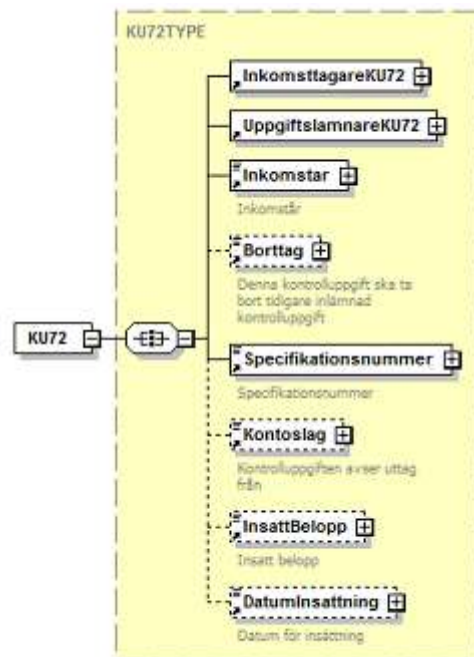 KU72TYPE
InkomsttagareKU72
UppgiftslamnareKU72
Inkomstar
Inkomstår
Borttag
Denna kontrolluppgift ska ta
bort tidigare inlämnad
kontrolluppgift
KU72
Specifikationsnummer
Specifikationsnummer
Kontoslag
Kontrolluppgiften avser uttag
från
InsattBelopp
Insatt belopp
DatumInsattning
Datum för insättning